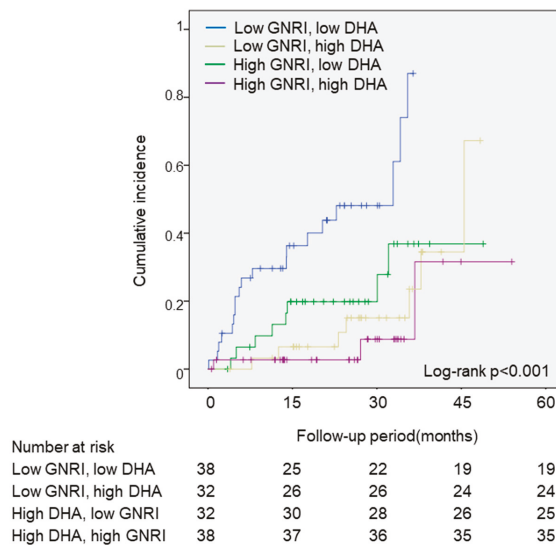 Low GNRI, low DHA
Low GNRI, high DHA
High GNRI, low DHA
High GNRI, high DHA
1
0.8
0.6
0.4
0.2
0
Cumulative incidence
Log-rank p<0.001
0 15 30 45 60
Follow-up period(months)
Number at risk
Low GNRI, low DHA 38 25 22 19 19
Low GNRI, high DHA 32 26 26 24 24
High DHA, low GNRI 32 30 28 26 25
High DHA, high GNRI 38 37 36 35 35